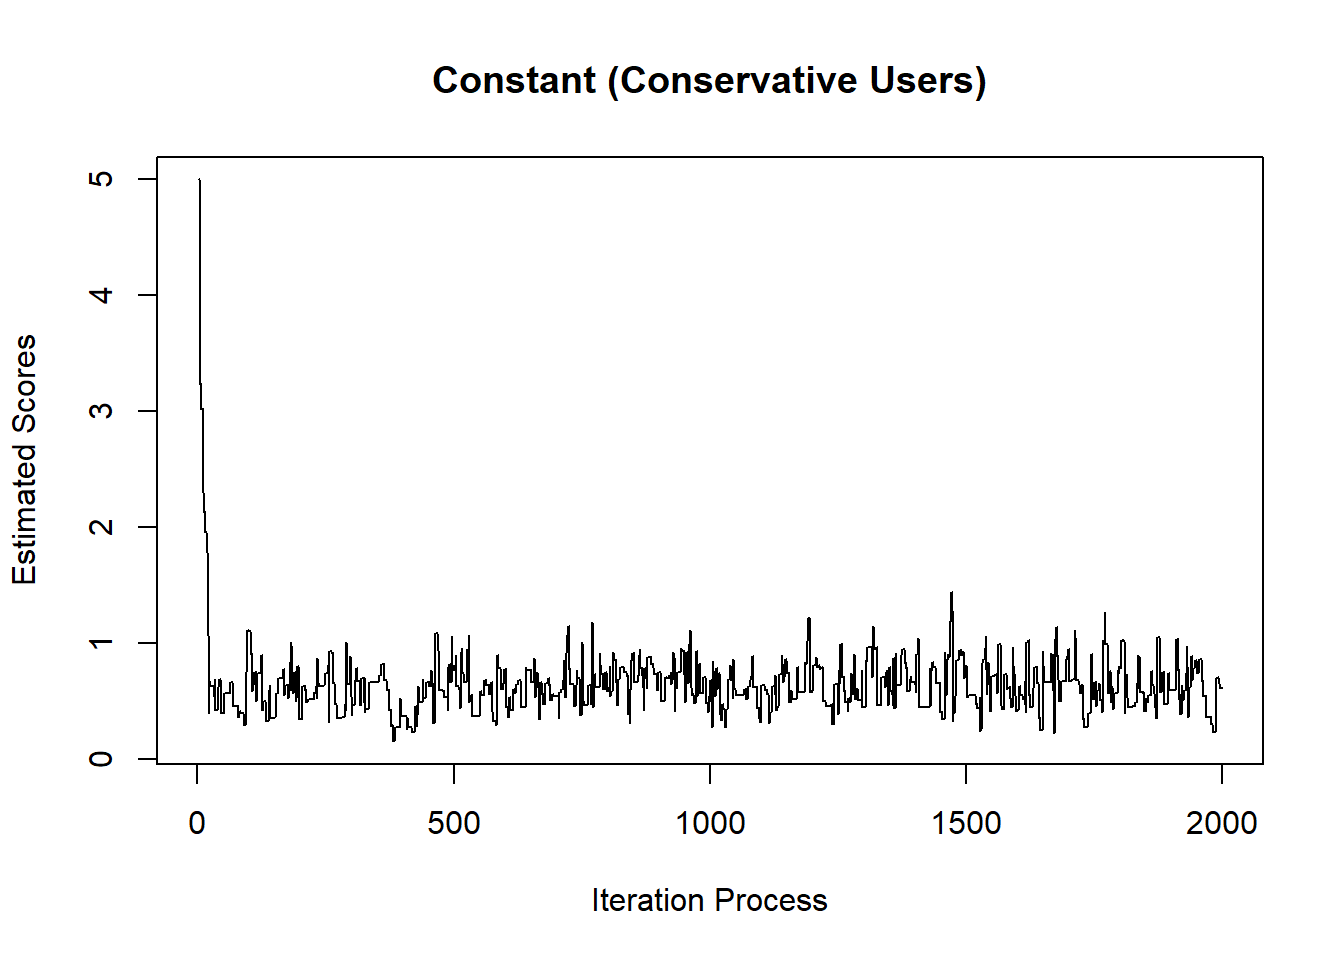 Constant (Conservative Users)
Estimated Scores
5
4
3
2
1
0
0 500 1000 1500 2000
Iteration Process